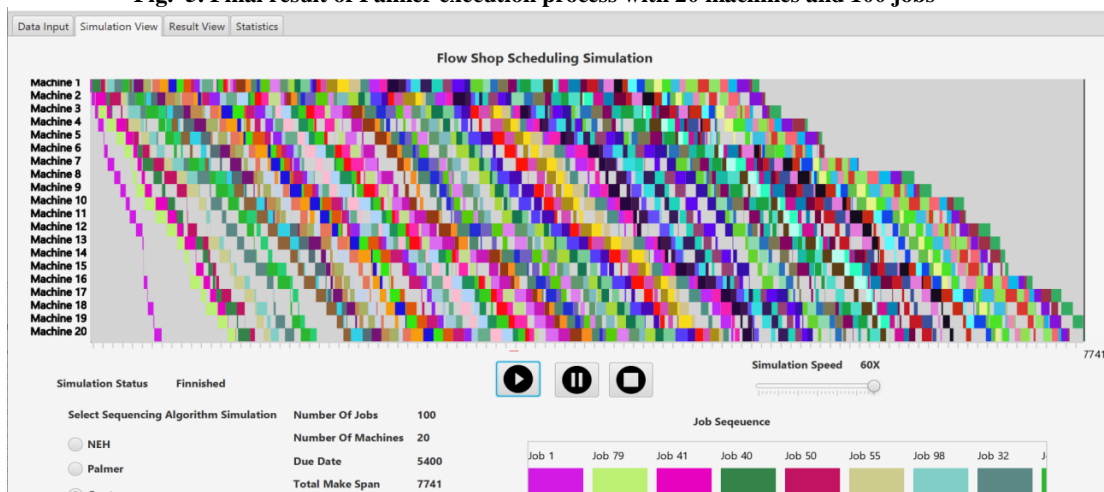 Fig. 3. Final result of Palmer execution process with 20 machines and 100 jobs
Data Input Simulation View Result View Statistics
Flow Shop Scheduling Simulation
Machine 1
Machine 2
Machine 3
Machine 4
Machine 5
Machine 6
Machine 7
Machine 8
Machine 9
Machine 10
Machine 11
Machine 12
Machine 13
Machine 14
Machine 15
Machine 16
Machine 17
Machine 18
Machine 19
Machine 20
7741
Simulation Status Finnished
Simulation Speed 60X
Select Sequencing Algorithm Simulation
NEH
Palmer
Number Of Jobs 100
Number Of Machines 20
Due Date 5400
Total Make Span 7741
Job Seqeuence
Job 1 Job 79 Job 41 Job 40 Job 50 Job 55 Job 98 Job 32